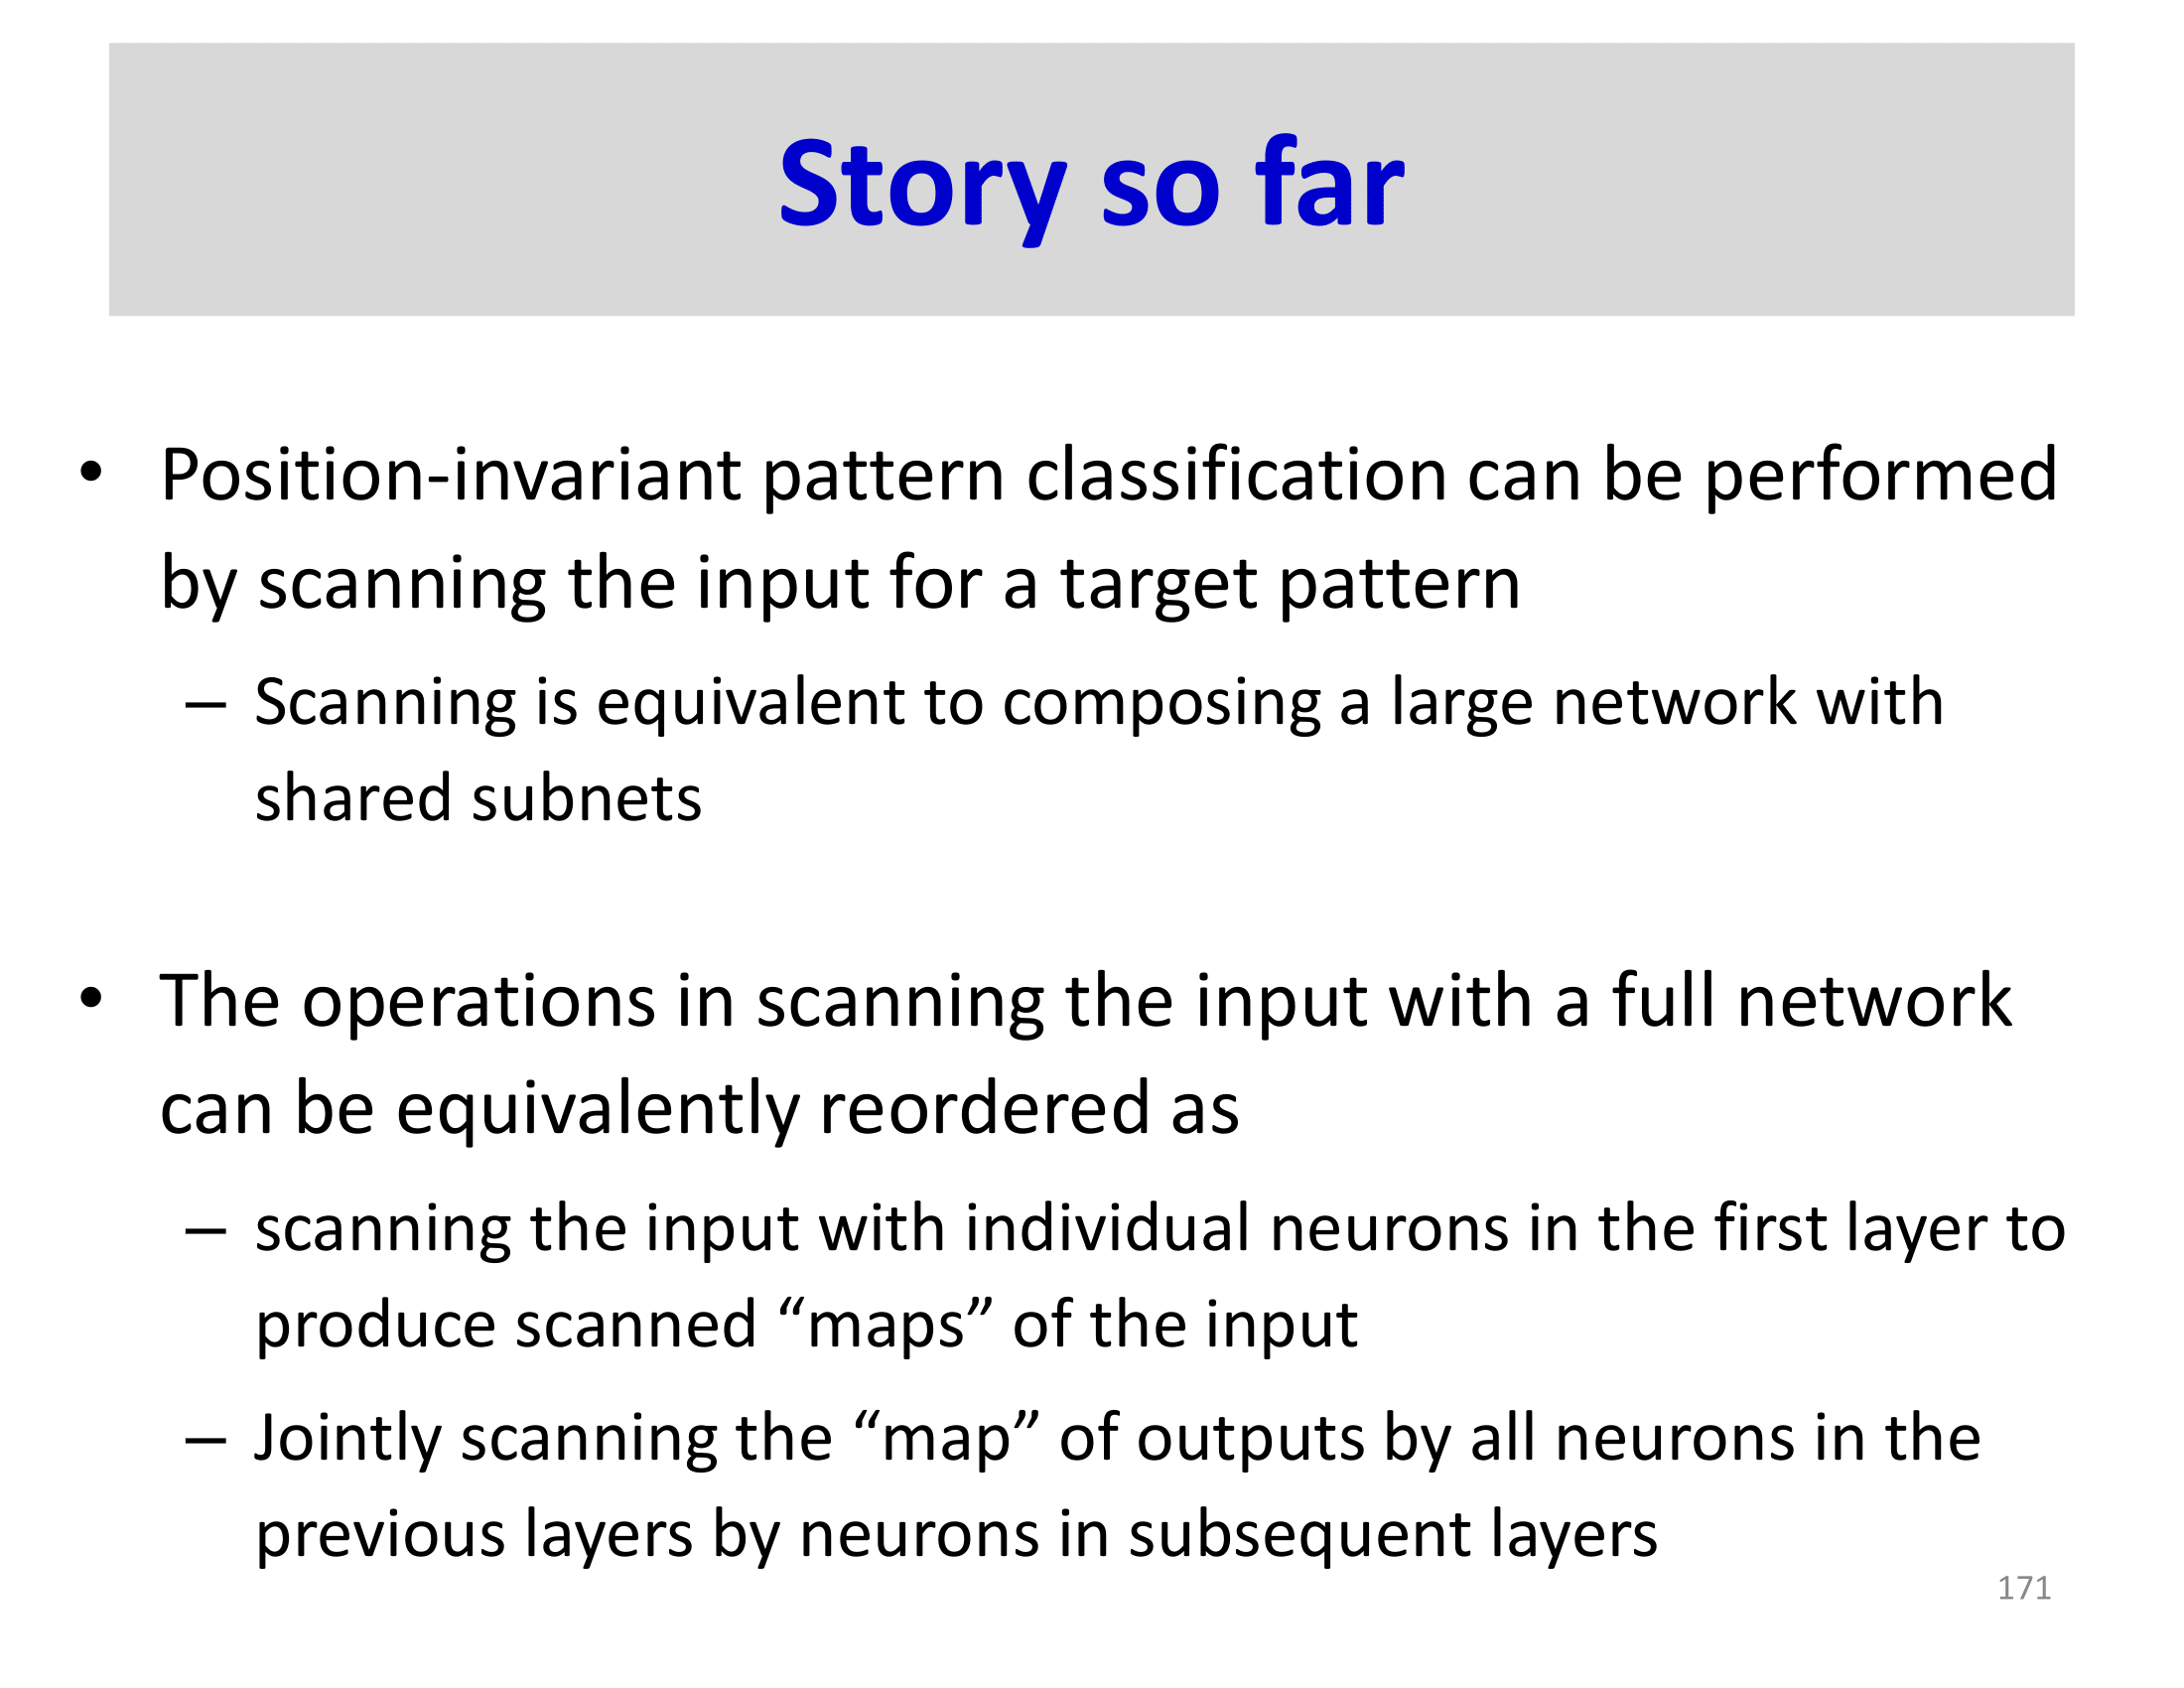 Story so far
• Position-invariant pattern classification can be performed
by scanning the input for a target pattern
– Scanning is equivalent to composing a large network with
shared subnets
• The operations in scanning the input with a full network
can be equivalently reordered as
– scanning the input with individual neurons in the first layer to
produce scanned “maps” of the input
– Jointly scanning the “map” of outputs by all neurons in the
previous layers by neurons in subsequent layers
171